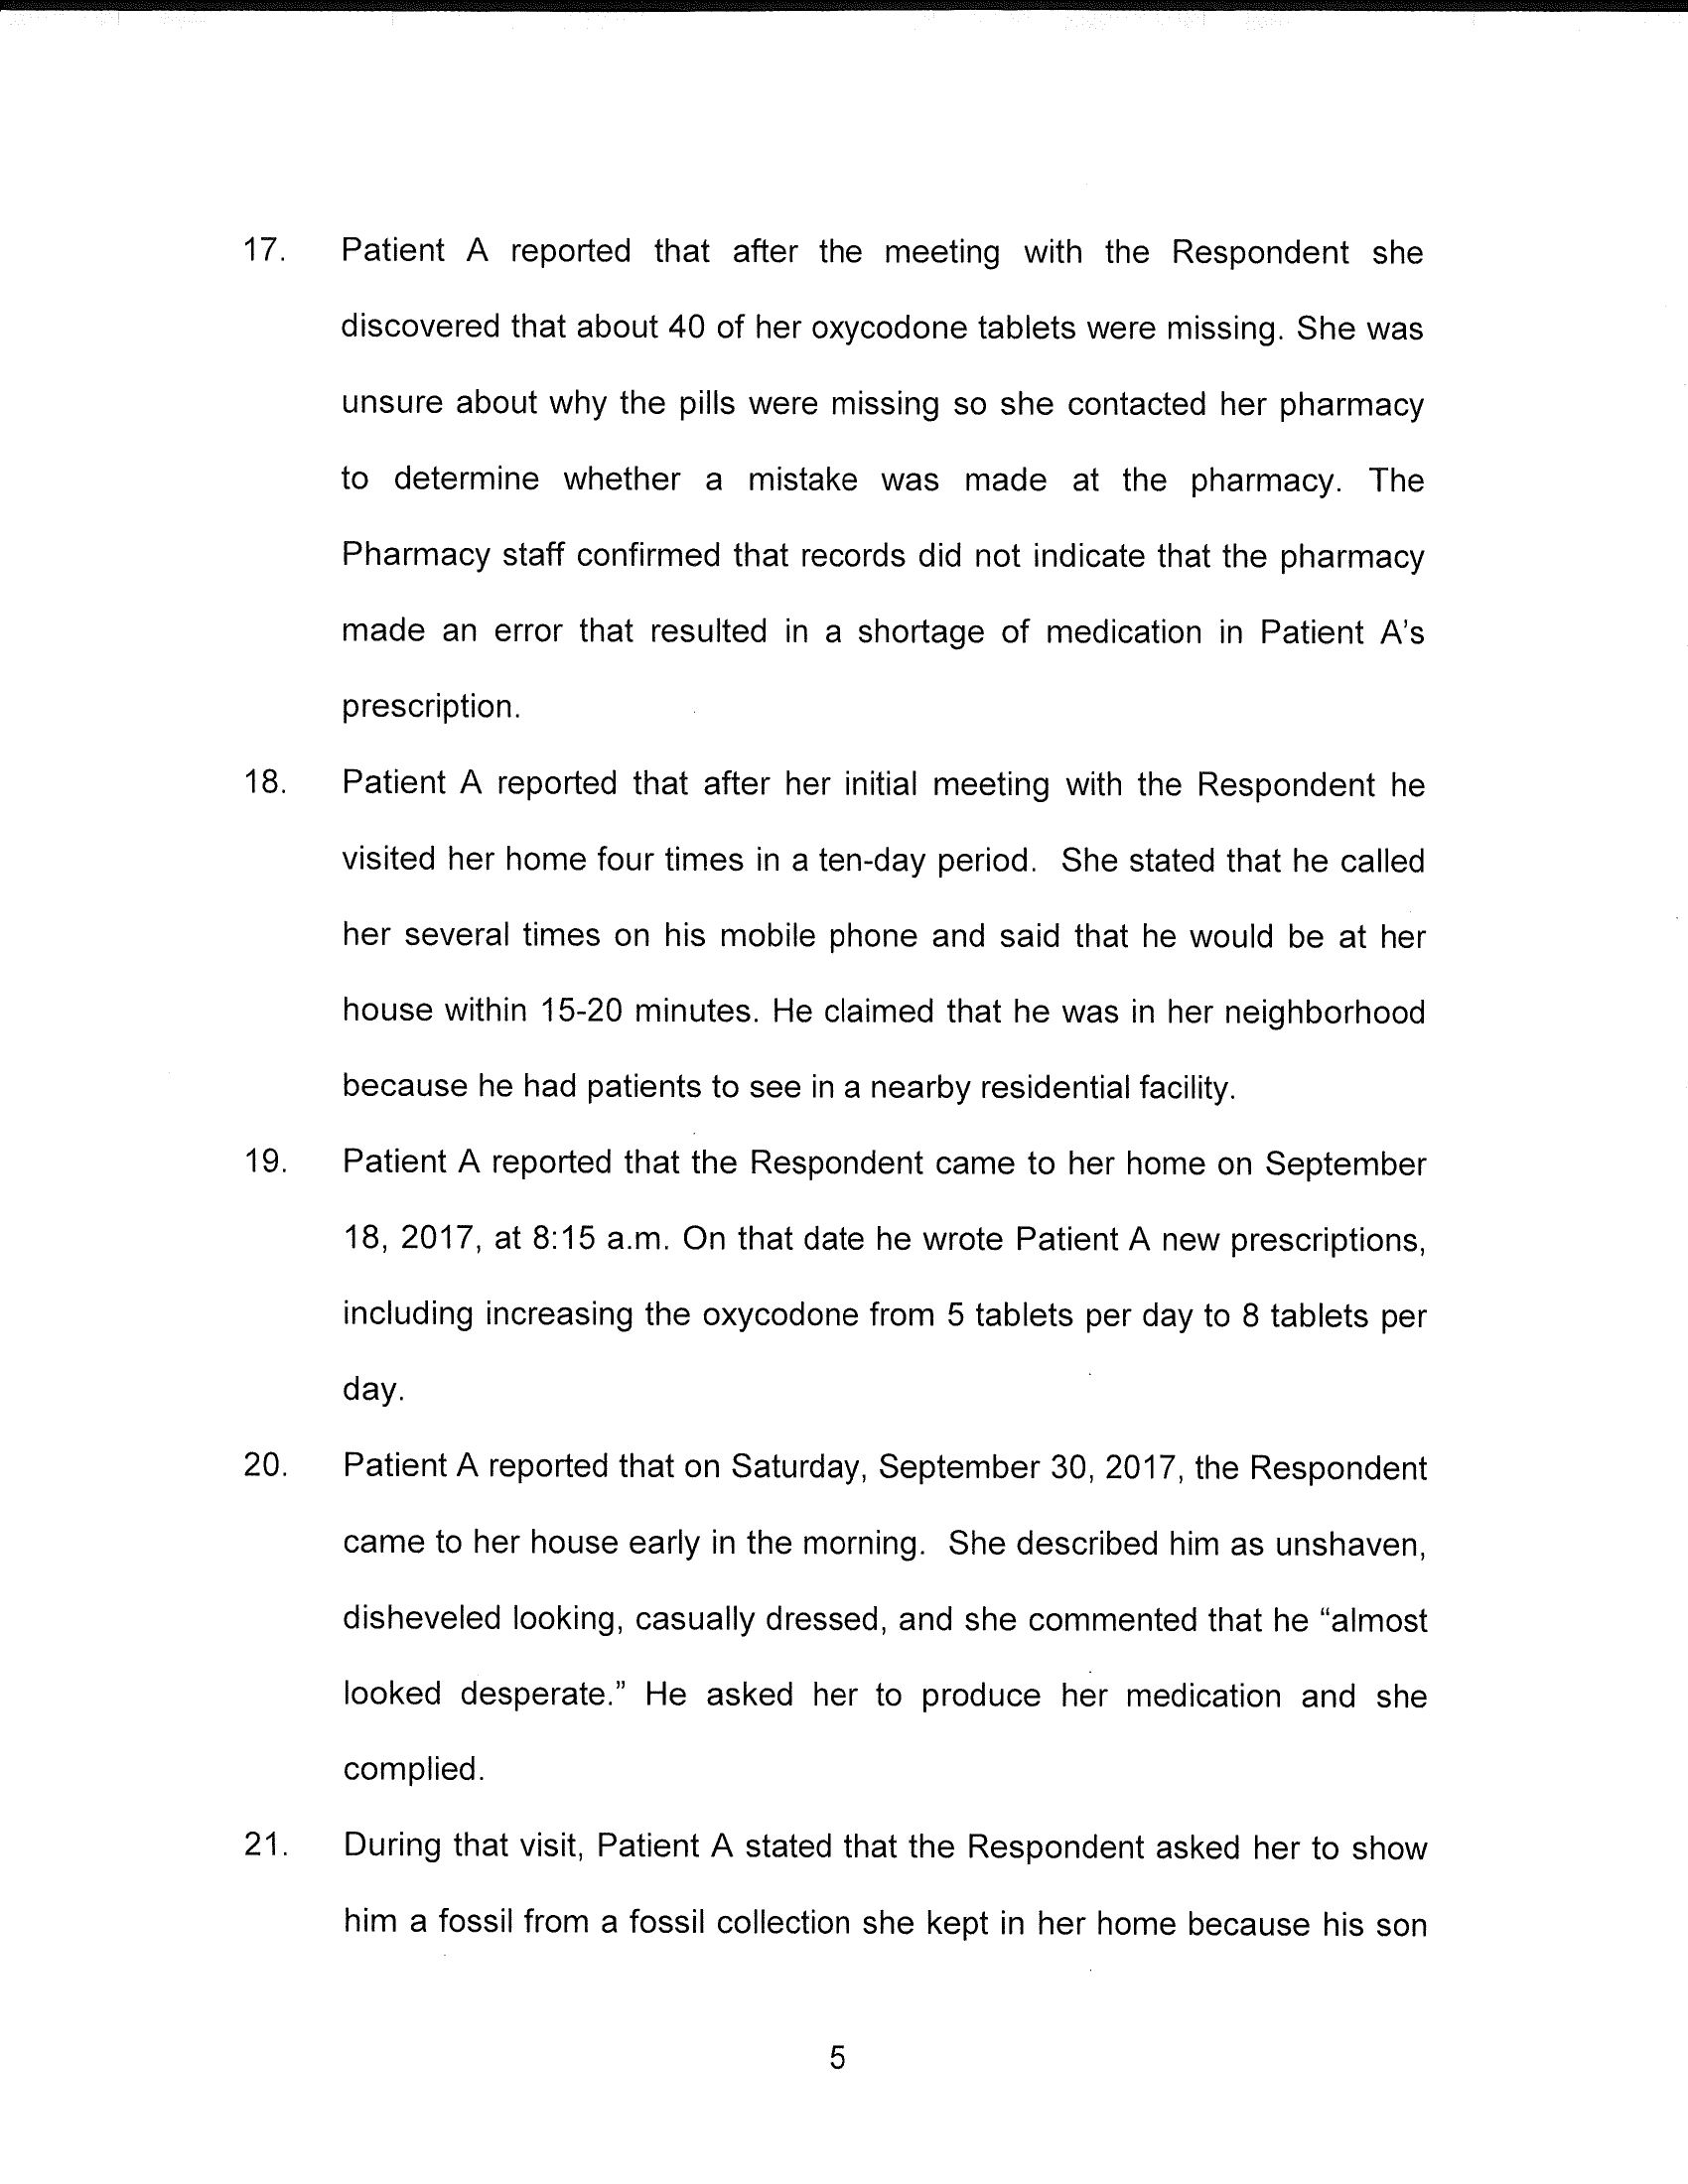 17. Patient A reported that after the meeting with the Respondent she
discovered that about 40 of her oxycodone tablets were missing. She was
unsure about why the pills were missing so she contacted her pharmacy
to determine whether a mistake was made at the pharmacy. The
Pharmacy staff confirmed that records did not indicate that the pharmacy
made an error that resulted in a shortage of medication in Patient A's
prescription.
18. Patient A reported that after her initial meeting with the Respondent he
visited her home four times in a ten-day period. She stated that he called
her several times on his mobile phone and said that he would be at her
house within 15-20 minutes. He claimed that he was in her neighborhood
because he had patients to see in a nearby residential facility.
19. Patient A reported that the Respondent came to her home on September
18, 2017, at 8:15 a.m. On that date he wrote Patient A new prescriptions,
including increasing the oxycodone from 5 tablets per day to 8 tablets per
day.
20. Patient A reported that on Saturday, September 30, 2017, the Respondent
came to her house early in the morning. She described him as unshaven,
disheveled looking, casually dressed, and she commented that he “almost
looked desperate.” He asked her to produce her medication and she
complied.
21. During that visit, Patient A stated that the Respondent asked her to show
him a fossil from a fossil collection she kept in her home because his son
5